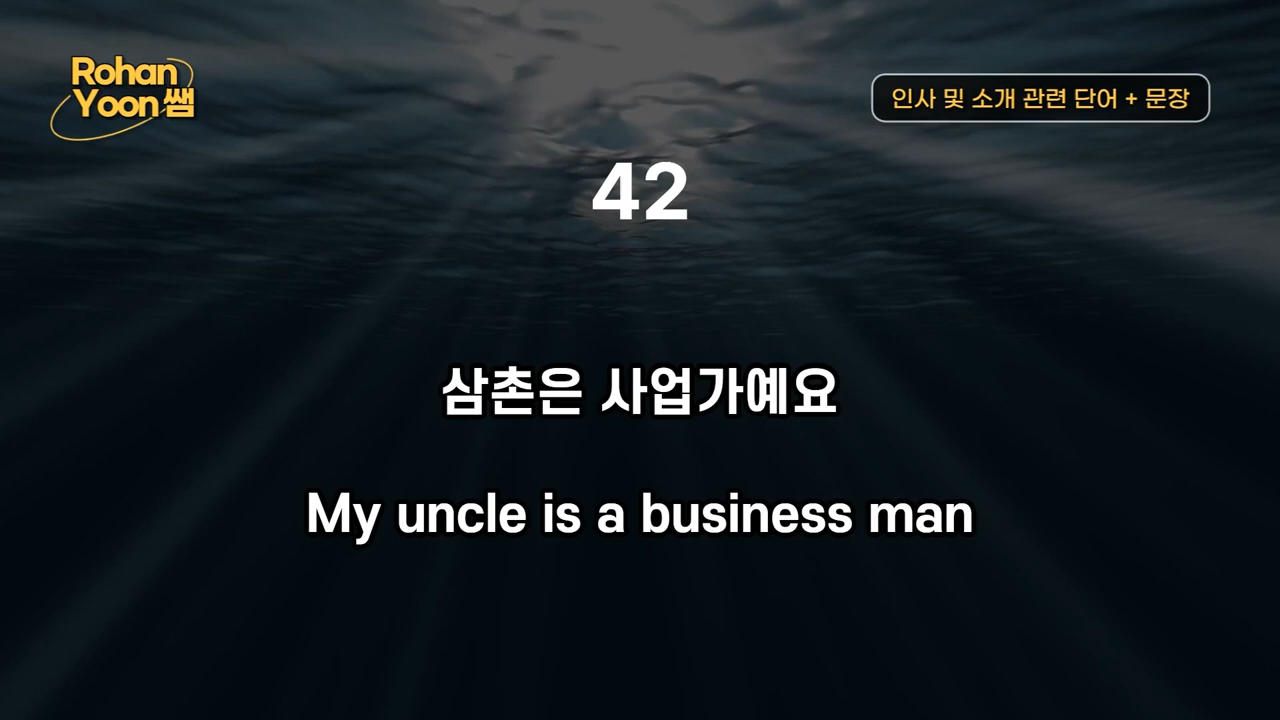 Rohan
Yoon쌤
인사 및 소개 관련 단어 + 문장
42
삼촌은 사업가예요
My uncle is a business man